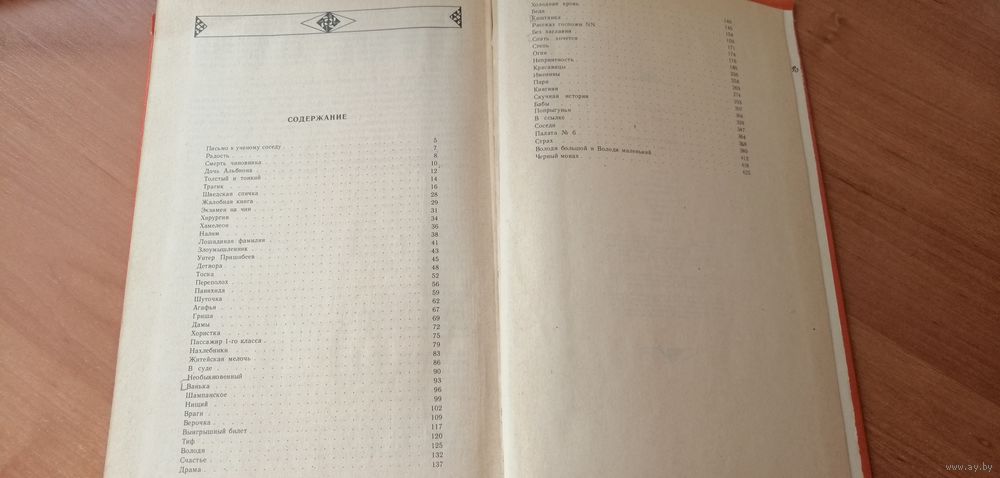 СОДЕРЖАНИЕ
Письмо к ученому соседу 5
Радость 7
Смерть чиновника 8
Дочь Альбиона 10
Толстый и тонкий 12
Трагик 14
Шведская спичка 16
Жалобная книга 28
Экзамен на чин 29
Хирургия 31
Хамелеон 34
Налим 36
Лошадиная фамилия 38
Злоумышленник 41
Унтер Пришибеев 43
Детвора 45
Тоска 48
Переполох 52
Панихида 56
Шуточка 59
Агафья 62
Гриша 67
Дамы 69
Хористка 72
Пассажир 1-го класса 75
Нахлебники 79
Житейская мелочь 83
В суде 86
Необыкновенный 90
Ванька 93
Шампанское 96
Нищий 99
Враги 102
Верочка 109
Выигрышный билет 117
Тиф 120
Володя 125
Счастье 132
Драма 137
Холодная кровь
Беда
Каштанка
Рассказ госпожи NN
Без заглавия
Спать хочется
Степь
Огни
Неприятность
Красавицы
Именины
Пари
Княгиня
Скучная история
Бабы
Попрыгунья
В ссылке
Соседи
Палата № 6
Страх
Володя большой и Володя маленький
Черный монах
www.ay.by